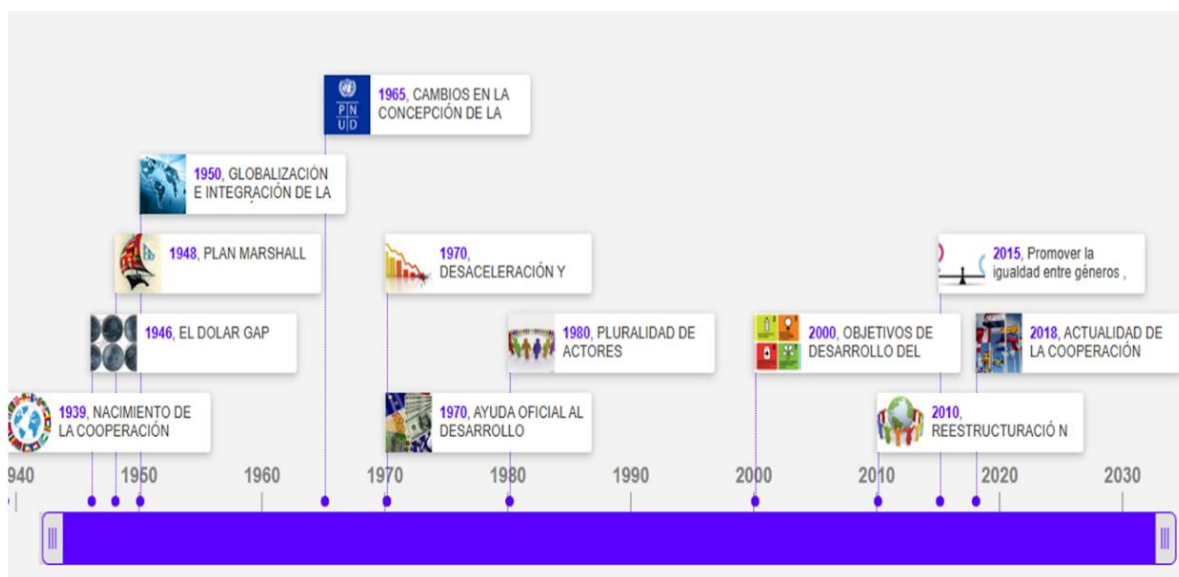 PN
UD
1965, CAMBIOS EN LA
CONCEPCIÓN DE LA
1950, GLOBALIZACIÓN
E INTEGRACIÓN DE LA
1948, PLAN MARSHALL
1970,
DESACELERACIÓN Y
2015, Promover la
igualdad entre géneros ,
1946, EL DOLAR GAP
1980, PLURALIDAD DE
ACTORES
2000, OBJETIVOS DE
DESARROLLO DEL
2018, ACTUALIDAD DE
LA COOPERACIÓN
1939, NACIMIENTO DE
LA COOPERACIÓN
1970, AYUDA OFICIAL AL
DESARROLLO
2010,
REESTRUCTURACIÓ N
940 1950 1960 1970 1980 1990 2000 2010 2020 2030